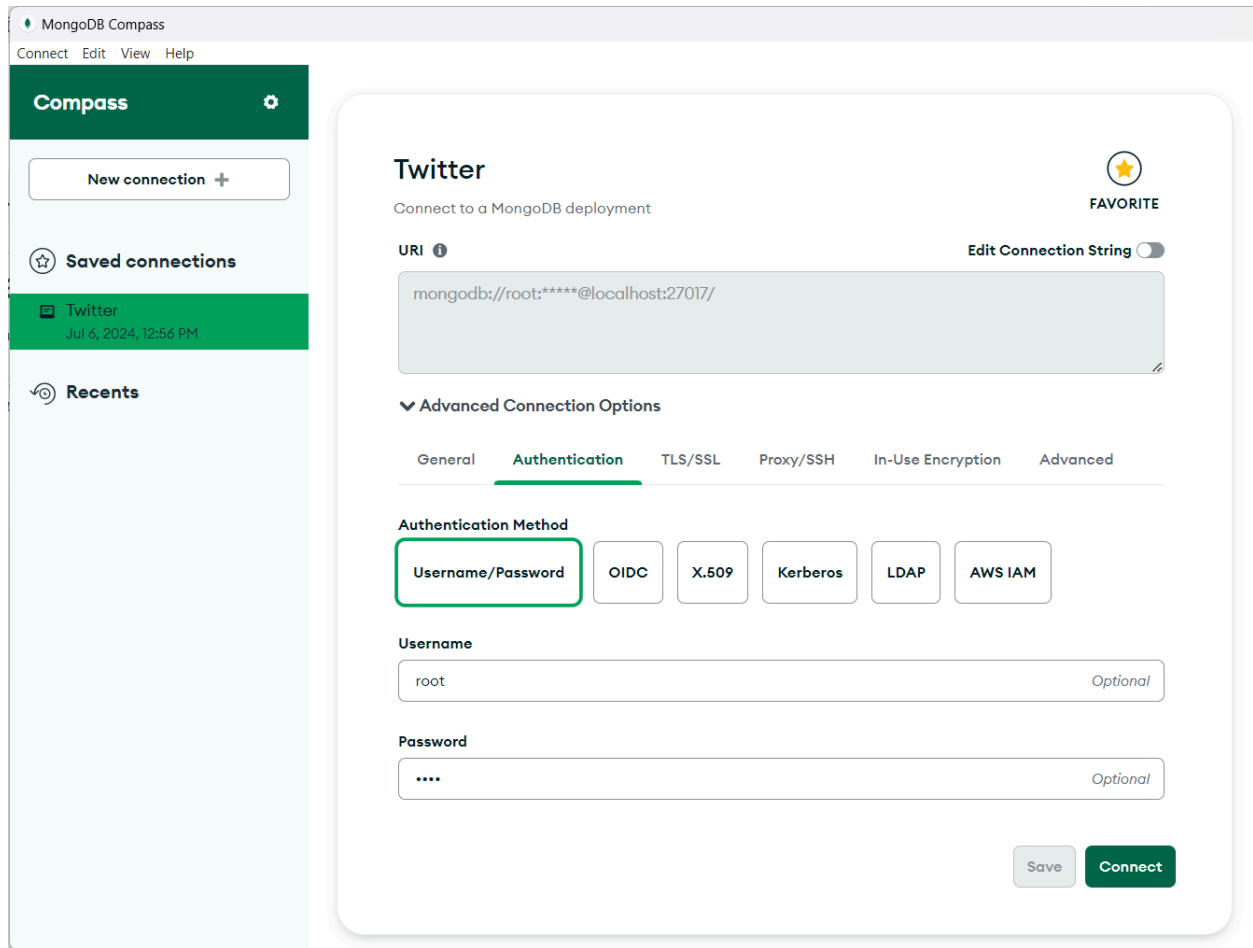 MongoDB Compass
Connect Edit View Help
Compass
New connection
Saved connections
Twitter
Jul 6, 2024, 12:56 PM
Recents
Twitter
Connect to a MongoDB deployment
FAVORITE
URI
Edit Connection String
mongodb://root:*****@localhost:27017/
Advanced Connection Options
General Authentication TLS/SSL Proxy/SSH In-Use Encryption Advanced
Authentication Method
Username/Password OIDC X.509 Kerberos LDAP AWS IAM
Username
root Optional
Password
•••• Optional
Save Connect